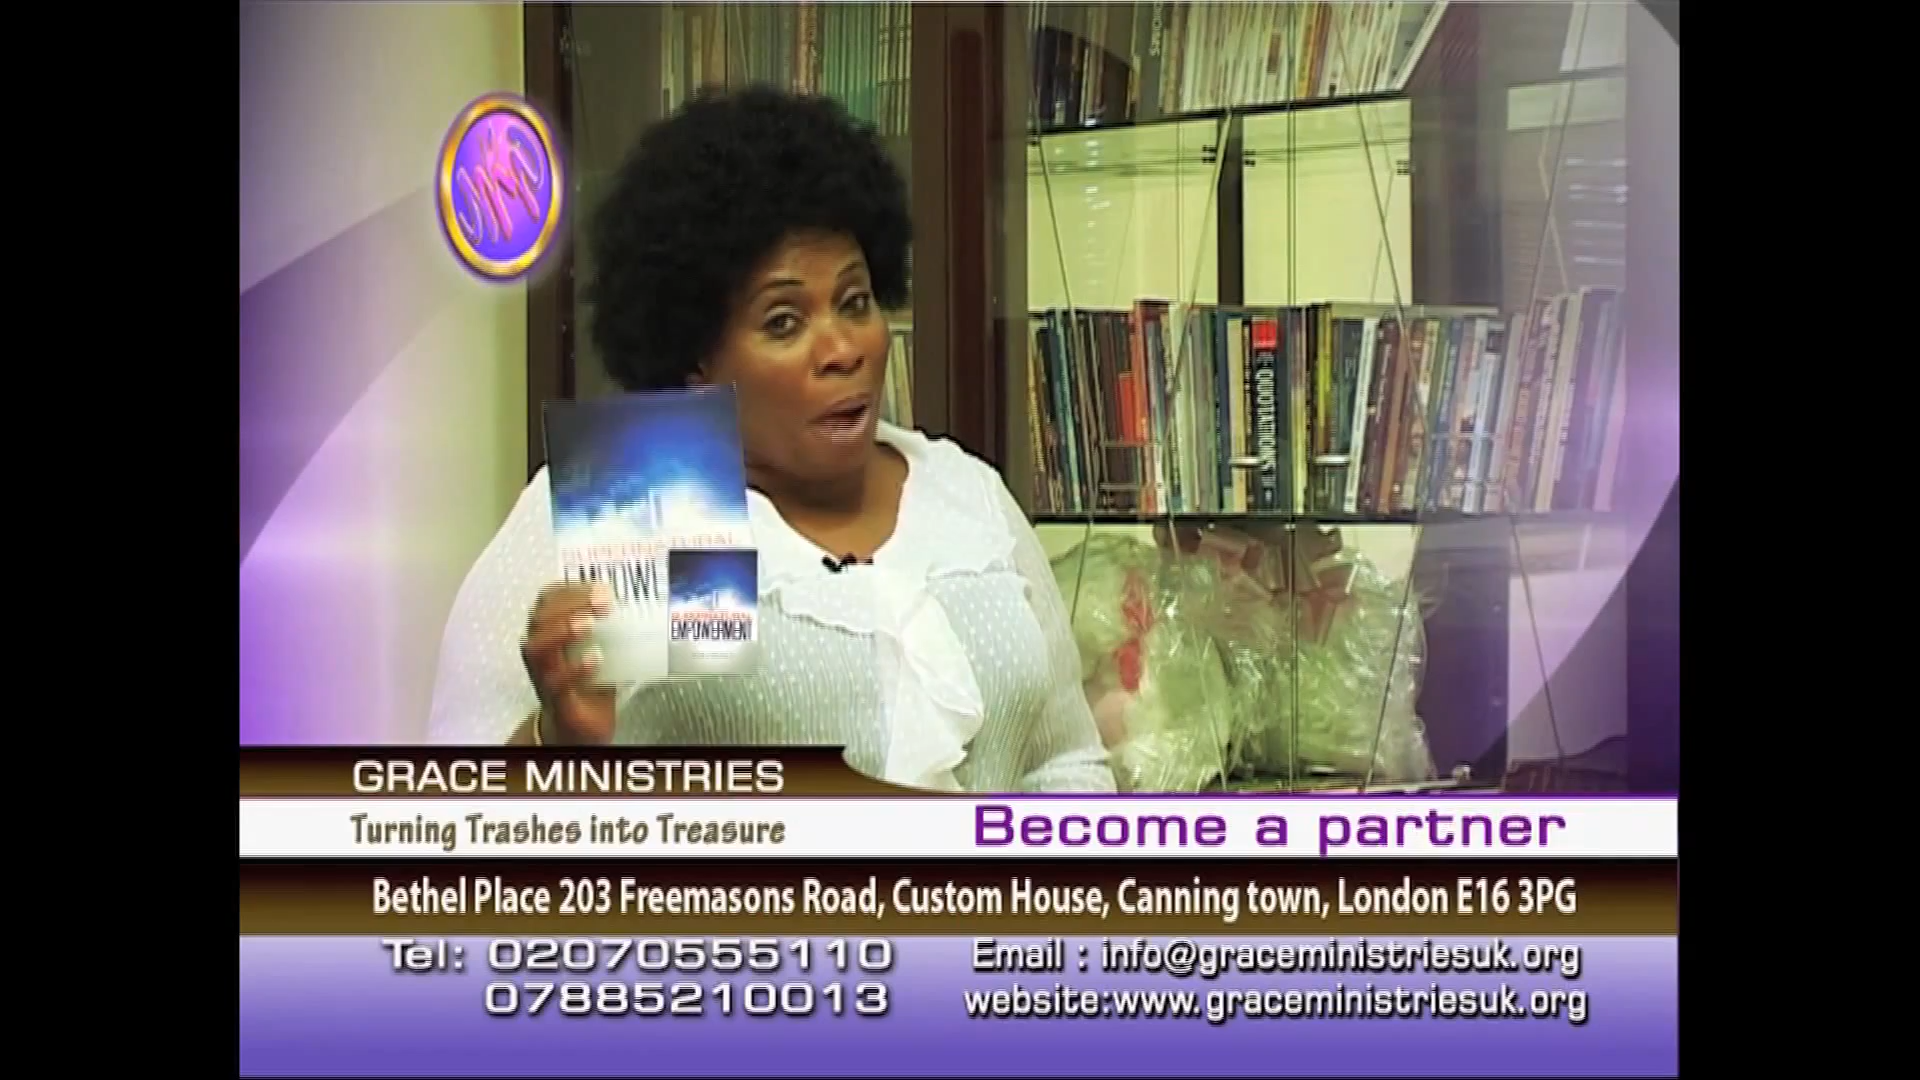 SUPERNATURAL
EMPOWERMENT
QUOTATIONS
GRACE MINISTRIES
Turning Trashes into Treasure
Become a partner
Bethel Place 203 Freemasons Road, Custom House, Canning town, London E16 3PG
Tel: 02070555110
07885210013
Email : info@graceministriesuk.org
website:www.graceministriesuk.org